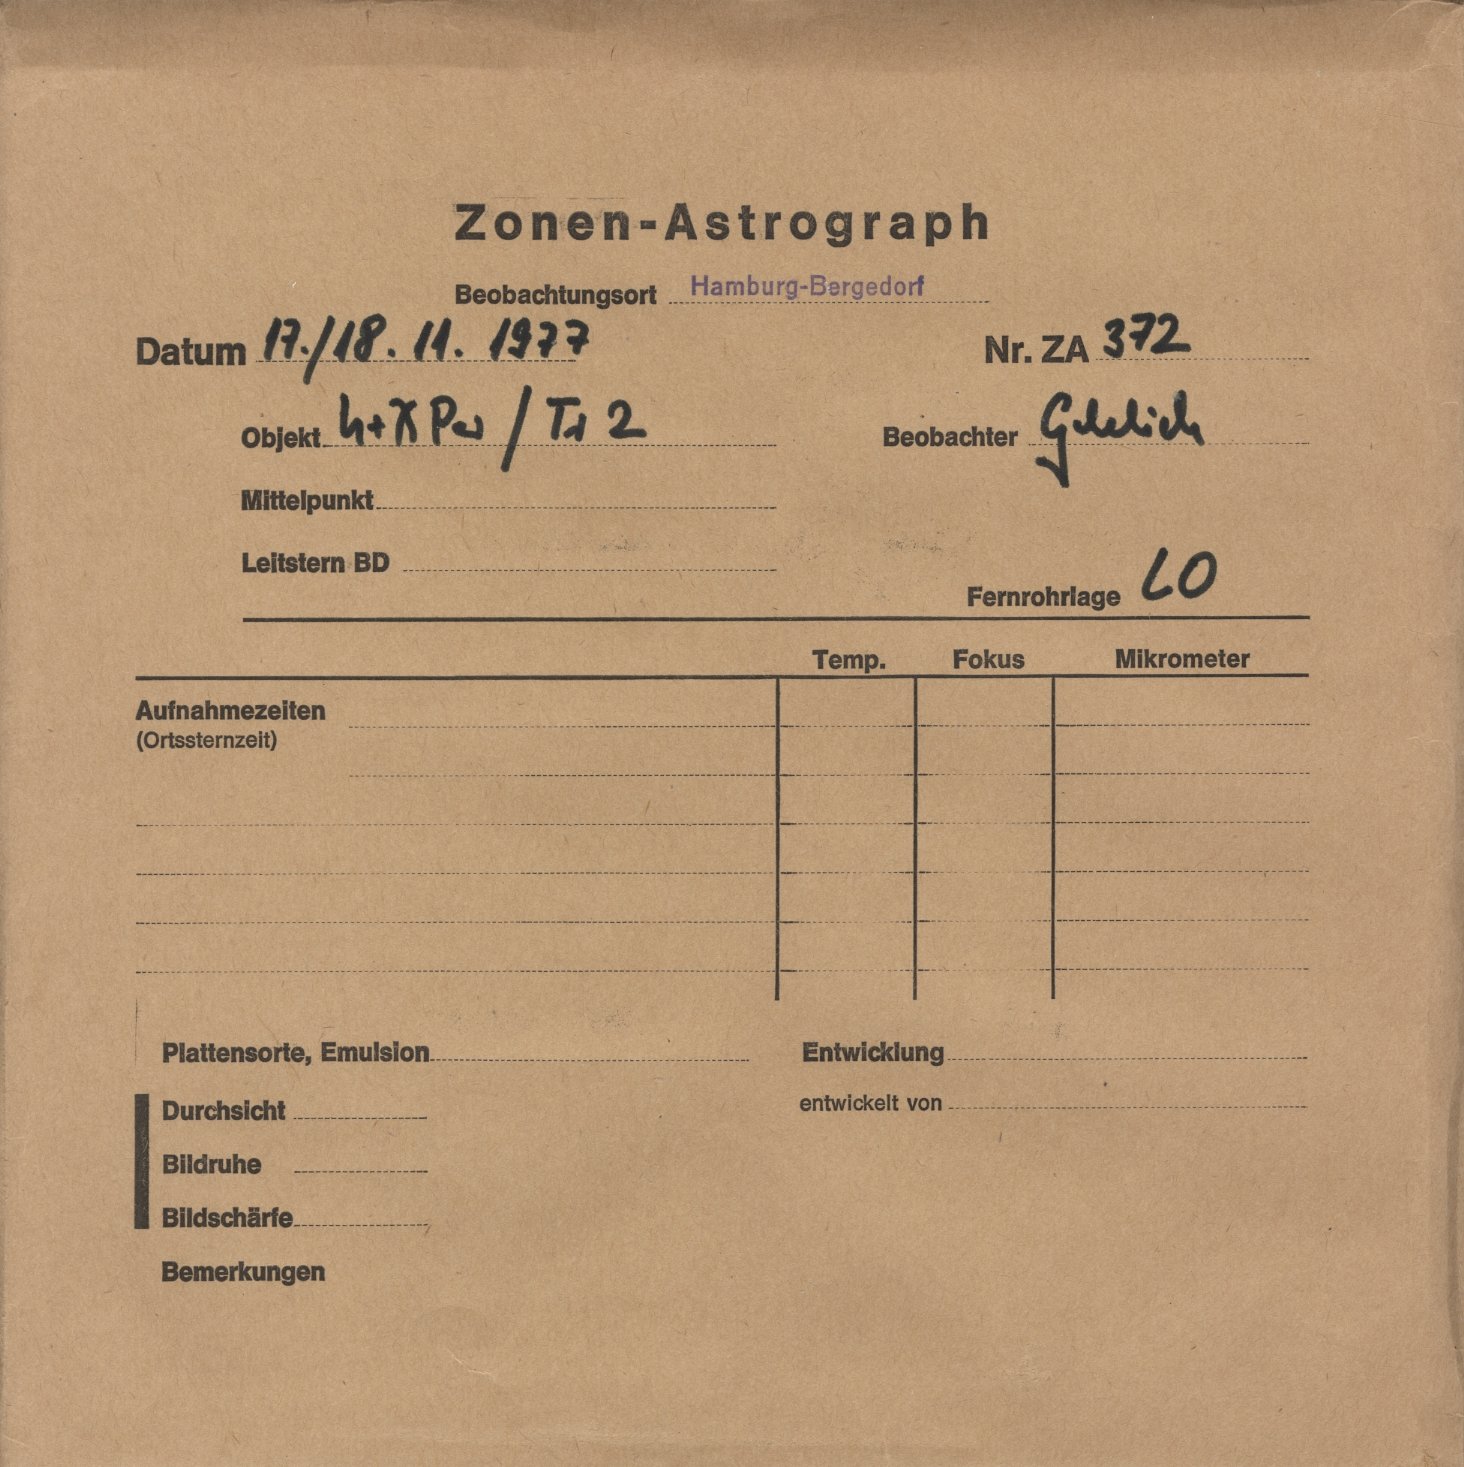 Zonen-Astrograph
Beobachtungsort Hamburg-Bergedorf
Datum 17./18. 11. 1977 Nr. ZA 372
Objekt h+χ Per / Tr 2 Beobachter
Mittelpunkt
Leitstern BD
Fernrohrlage LO
Temp. Fokus Mikrometer
Aufnahmezeiten
(Ortssternzeit)
Plattensorte, Emulsion Entwicklung
Durchsicht entwickelt von
Bildruhe
Bildschärfe
Bemerkungen